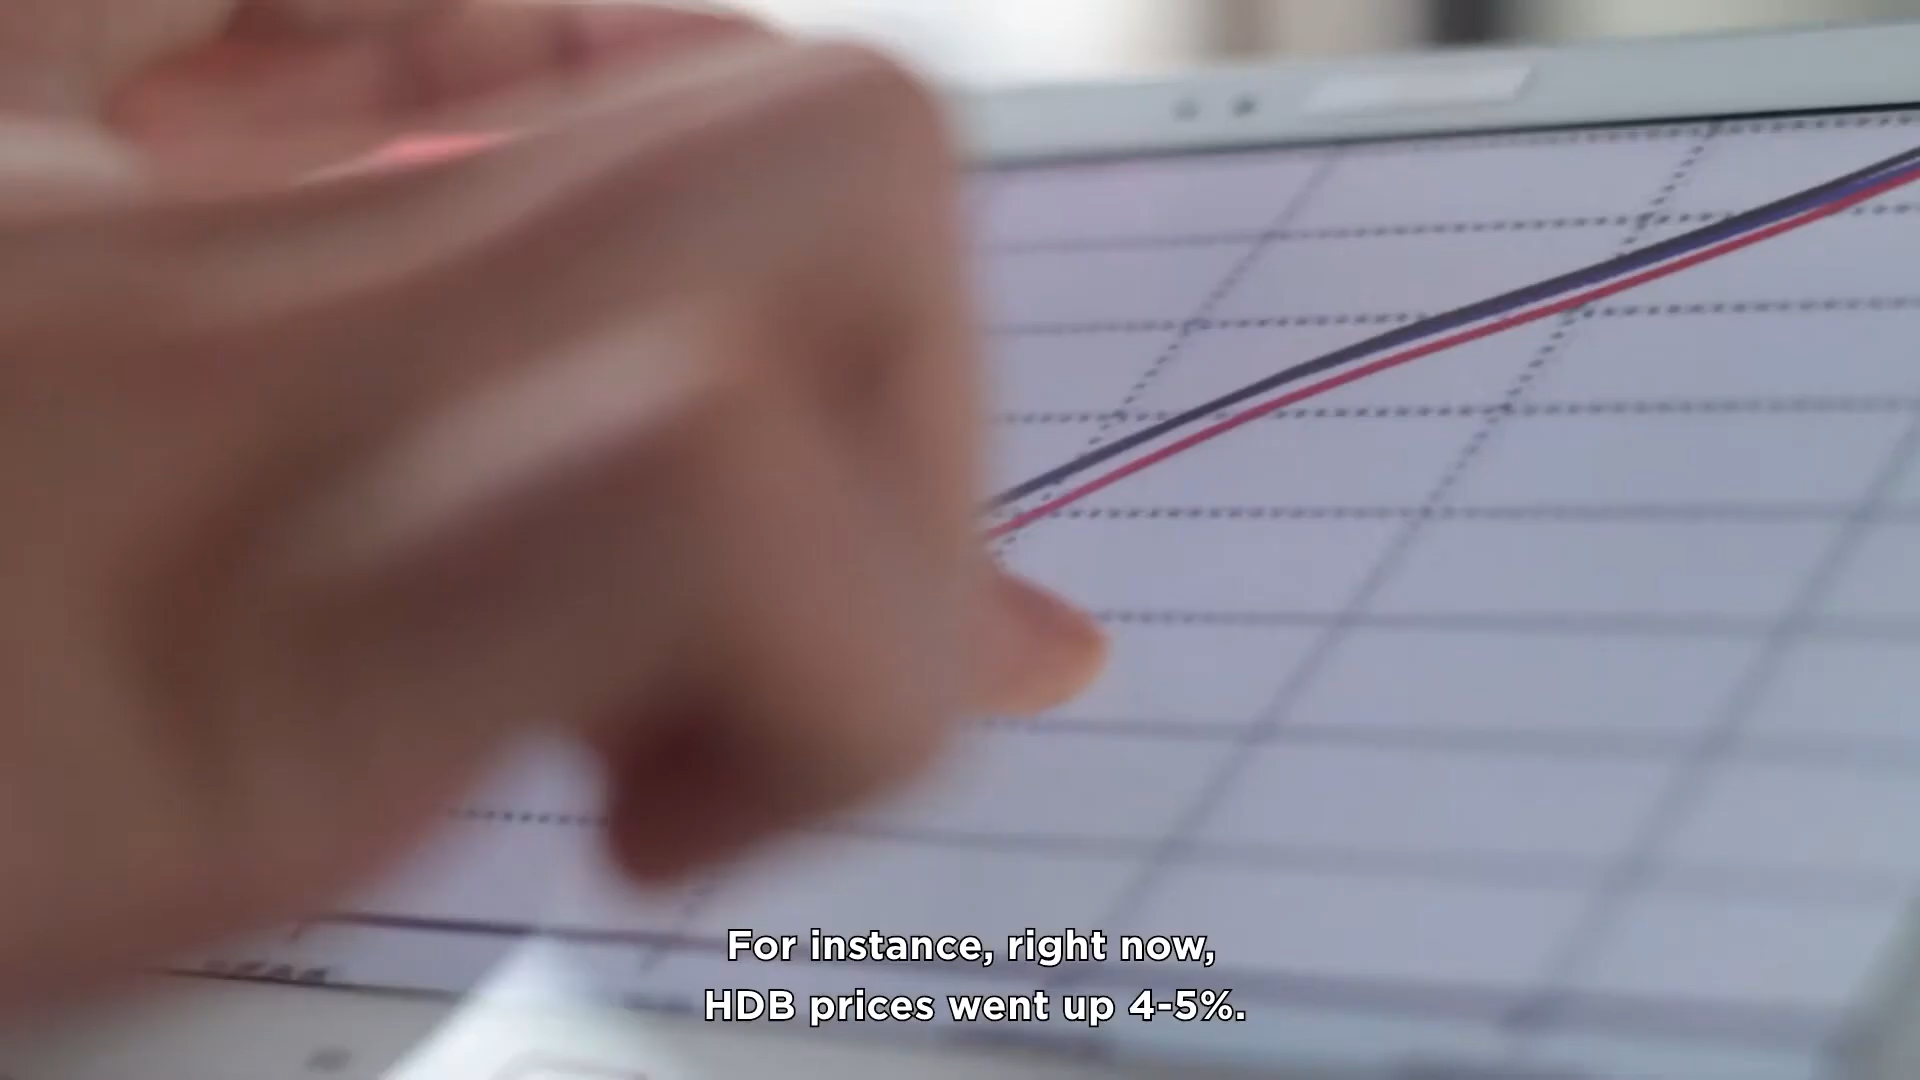 For instance, right now,
HDB prices went up 4-5%.